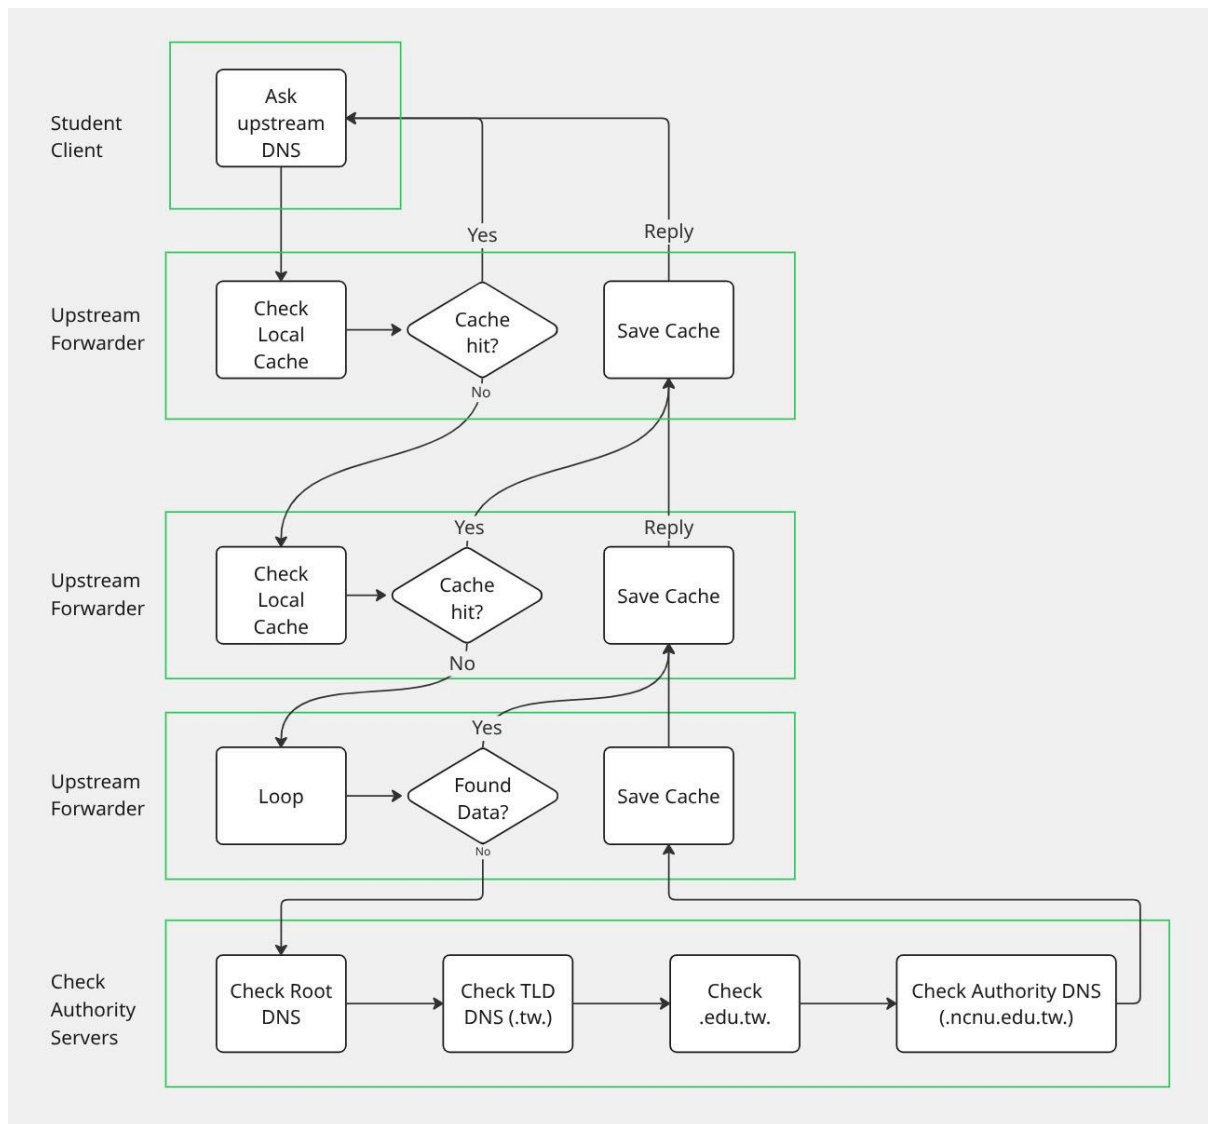 Ask
upstream
DNS
Student
Client
Yes
Reply
Upstream
Forwarder
Check
Local
Cache
Cache
hit?
Save Cache
No
Yes
Reply
Upstream
Forwarder
Check
Local
Cache
Cache
hit?
Save Cache
No
Yes
Upstream
Forwarder
Loop
Found
Data?
Save Cache
No
Check
Authority
Servers
Check Root
DNS
Check TLD
DNS (.tw.)
Check
.edu.tw.
Check Authority DNS
(.ncnu.edu.tw.)